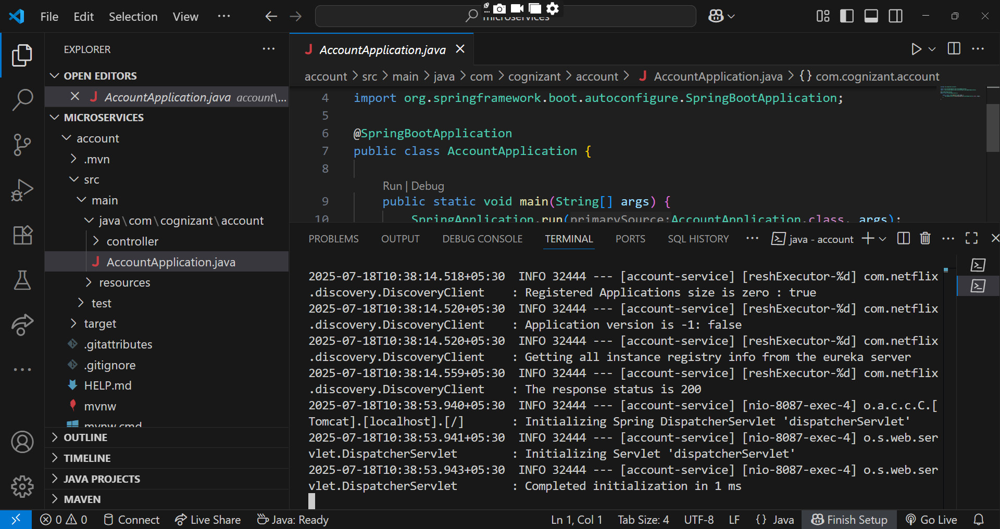 File Edit Selection View ···
microservices
EXPLORER
OPEN EDITORS
AccountApplication.java account\...
MICROSERVICES
account
.mvn
src
main
java\com\cognizant\account
controller
AccountApplication.java
resources
test
target
.gitattributes
.gitignore
HELP.md
mvnw
mvnw.cmd
OUTLINE
TIMELINE
JAVA PROJECTS
MAVEN
AccountApplication.java
account > src > main > java > com > cognizant > account > AccountApplication.java > {} com.cognizant.account
4 import org.springframework.boot.autoconfigure.SpringBootApplication;
5
6 @SpringBootApplication
7 public class AccountApplication {
8
Run | Debug
9 public static void main(String[] args) {
10 SpringApplication.run(primarySource:AccountApplication.class, args);
PROBLEMS OUTPUT DEBUG CONSOLE TERMINAL PORTS SQL HISTORY ··· java - account
2025-07-18T10:38:14.518+05:30 INFO 32444 --- [account-service] [reshExecutor-%d] com.netflix
.discovery.DiscoveryClient : Registered Applications size is zero : true
2025-07-18T10:38:14.520+05:30 INFO 32444 --- [account-service] [reshExecutor-%d] com.netflix
.discovery.DiscoveryClient : Application version is -1: false
2025-07-18T10:38:14.520+05:30 INFO 32444 --- [account-service] [reshExecutor-%d] com.netflix
.discovery.DiscoveryClient : Getting all instance registry info from the eureka server
2025-07-18T10:38:14.559+05:30 INFO 32444 --- [account-service] [reshExecutor-%d] com.netflix
.discovery.DiscoveryClient : The response status is 200
2025-07-18T10:38:53.940+05:30 INFO 32444 --- [account-service] [nio-8087-exec-4] o.a.c.c.C.[
Tomcat].[localhost].[/] : Initializing Spring DispatcherServlet 'dispatcherServlet'
2025-07-18T10:38:53.941+05:30 INFO 32444 --- [account-service] [nio-8087-exec-4] o.s.web.ser
vlet.DispatcherServlet : Initializing Servlet 'dispatcherServlet'
2025-07-18T10:38:53.943+05:30 INFO 32444 --- [account-service] [nio-8087-exec-4] o.s.web.ser
vlet.DispatcherServlet : Completed initialization in 1 ms
0 0 Connect Live Share Java: Ready Ln 1, Col 1 Tab Size: 4 UTF-8 LF {} Java Finish Setup Go Live